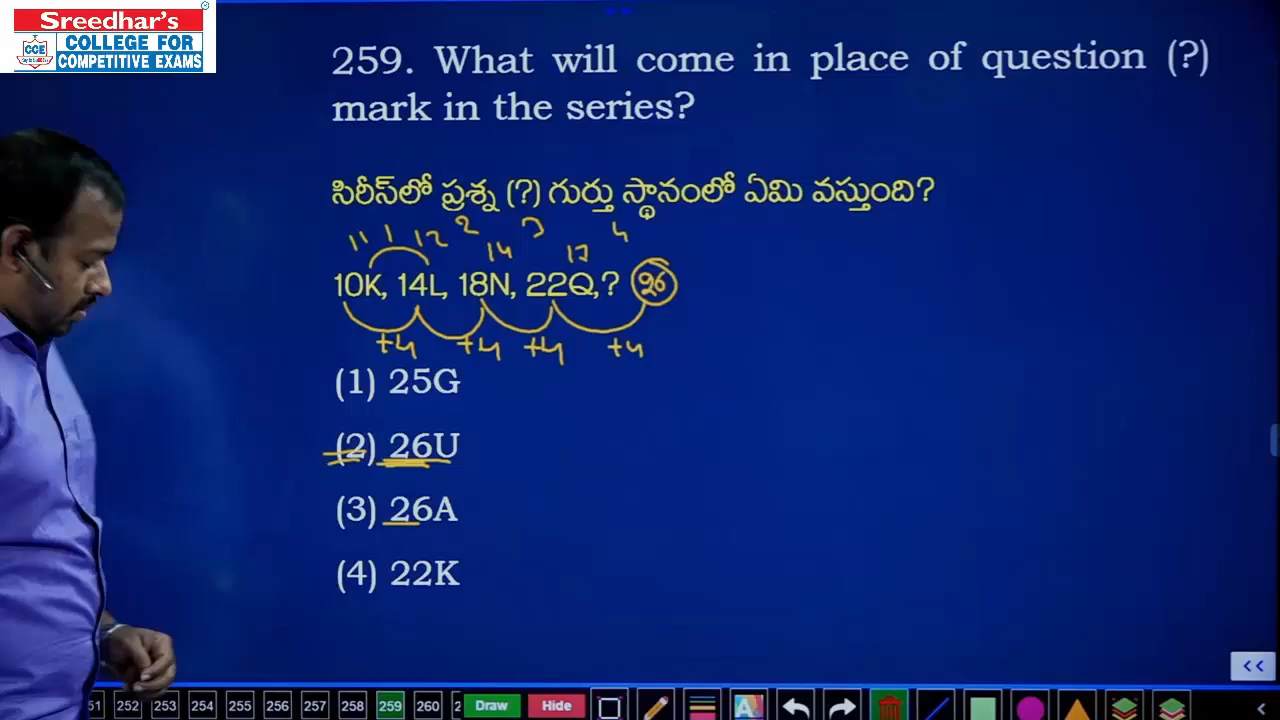 Sreedhar's
CCE
COLLEGE FOR
COMPETITIVE EXAMS
259. What will come in place of question (?)
mark in the series?
సిరీస్‌లో ప్రశ్న (?) గుర్తు స్థానంలో ఏమి వస్తుంది?
11 1 12 2 14 3 17 4
10K, 14L, 18N, 22Q,? 26
+4 +4 +4 +4
(1) 25G
(2) 26U
(3) 26A
(4) 22K
<<
51 252 253 254 255 256 257 258 259 260 2 Draw Hide A <